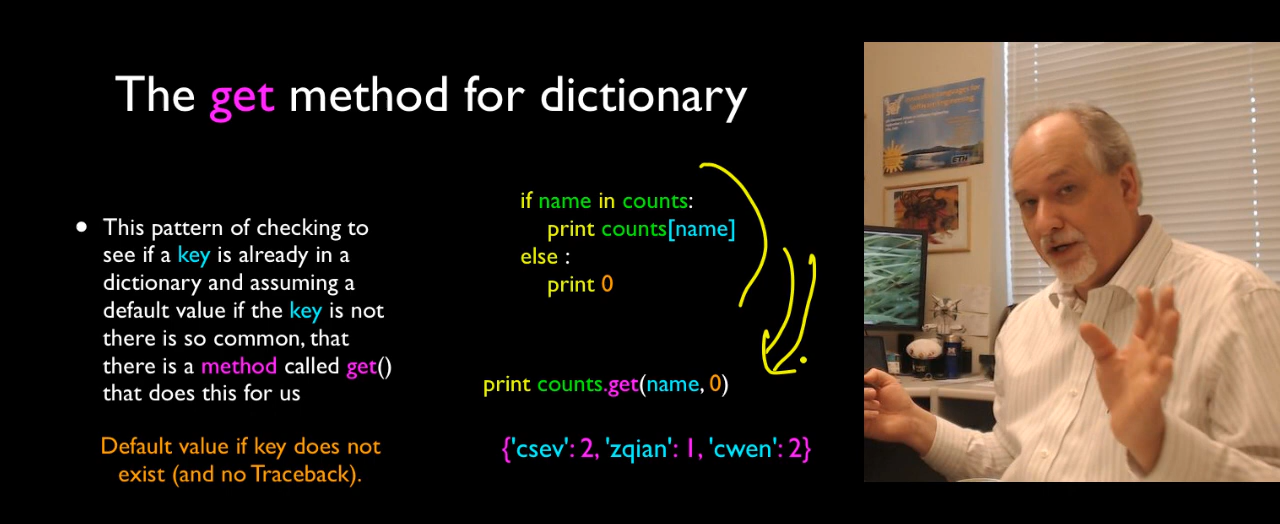 The get method for dictionary
• This pattern of checking to
see if a key is already in a
dictionary and assuming a
default value if the key is not
there is so common, that
there is a method called get()
that does this for us
Default value if key does not
exist (and no Traceback).
if name in counts:
print counts[name]
else :
print 0
print counts.get(name, 0)
{'csev': 2, 'zqian': 1, 'cwen': 2}
Software Engineering
ETH